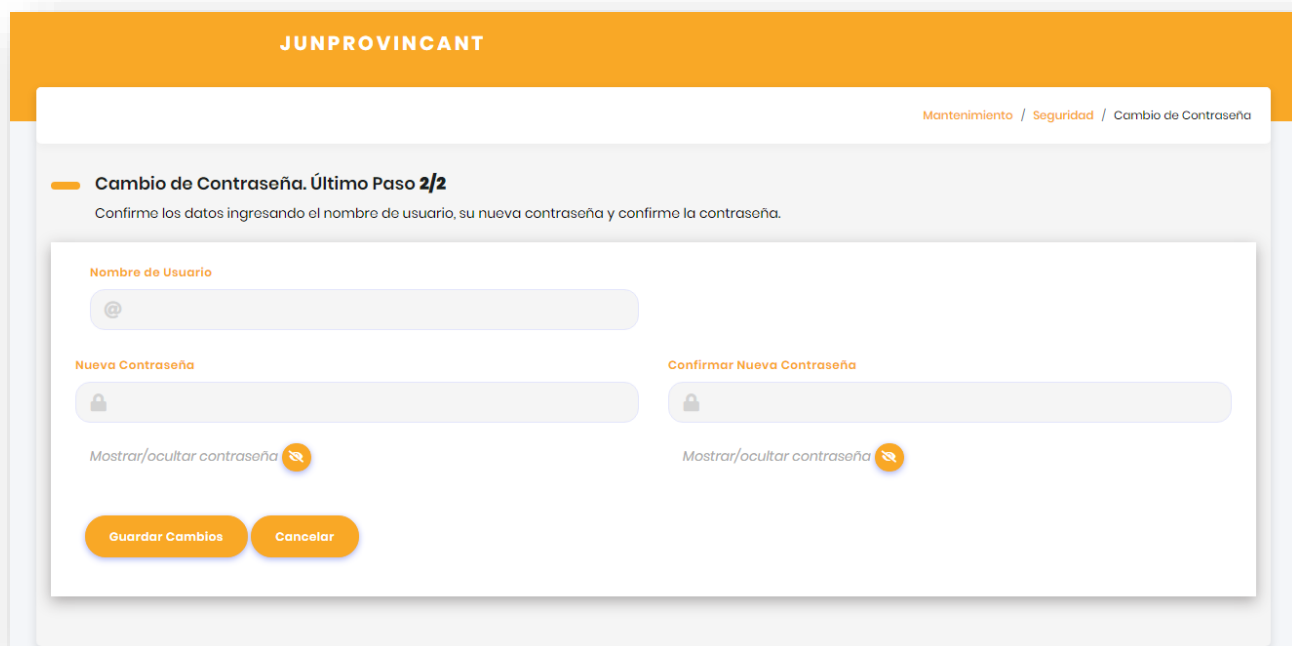 JUNPROVINCANT
Mantenimiento / Seguridad / Cambio de Contraseña
Cambio de Contraseña. Último Paso 2/2
Confirme los datos ingresando el nombre de usuario, su nueva contraseña y confirme la contraseña.
Nombre de Usuario
@
Nueva Contraseña Confirmar Nueva Contraseña
Mostrar/ocultar contraseña Mostrar/ocultar contraseña
Guardar Cambios Cancelar